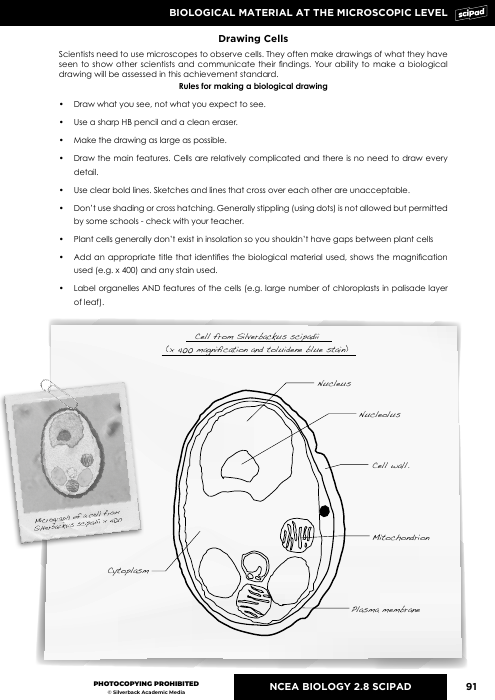 BIOLOGICAL MATERIAL AT THE MICROSCOPIC LEVEL
scipad
Drawing Cells
Scientists need to use microscopes to observe cells. They often make drawings of what they have
seen to show other scientists and communicate their findings. Your ability to make a biological
drawing will be assessed in this achievement standard.
Rules for making a biological drawing
• Draw what you see, not what you expect to see.
• Use a sharp HB pencil and a clean eraser.
• Make the drawing as large as possible.
• Draw the main features. Cells are relatively complicated and there is no need to draw every
detail.
• Use clear bold lines. Sketches and lines that cross over each other are unacceptable.
• Don't use shading or cross hatching. Generally stippling (using dots) is not allowed but permitted
by some schools - check with your teacher.
• Plant cells generally don't exist in insolation so you shouldn't have gaps between plant cells
• Add an appropriate title that identifies the biological material used, shows the magnification
used (e.g. x 400) and any stain used.
• Label organelles AND features of the cells (e.g. large number of chloroplasts in palisade layer
of leaf).
Cell from Silverbackus scipadii
(x 400 magnification and toluidene blue stain)
Nucleus
Nucleolus
Cell wall.
Micrograph of a cell from
Silverbackus scipadii x 400
Mitochondrion
Cytoplasm
Plasma membrane
PHOTOCOPYING PROHIBITED
© Silverback Academic Media
NCEA BIOLOGY 2.8 SCIPAD
91